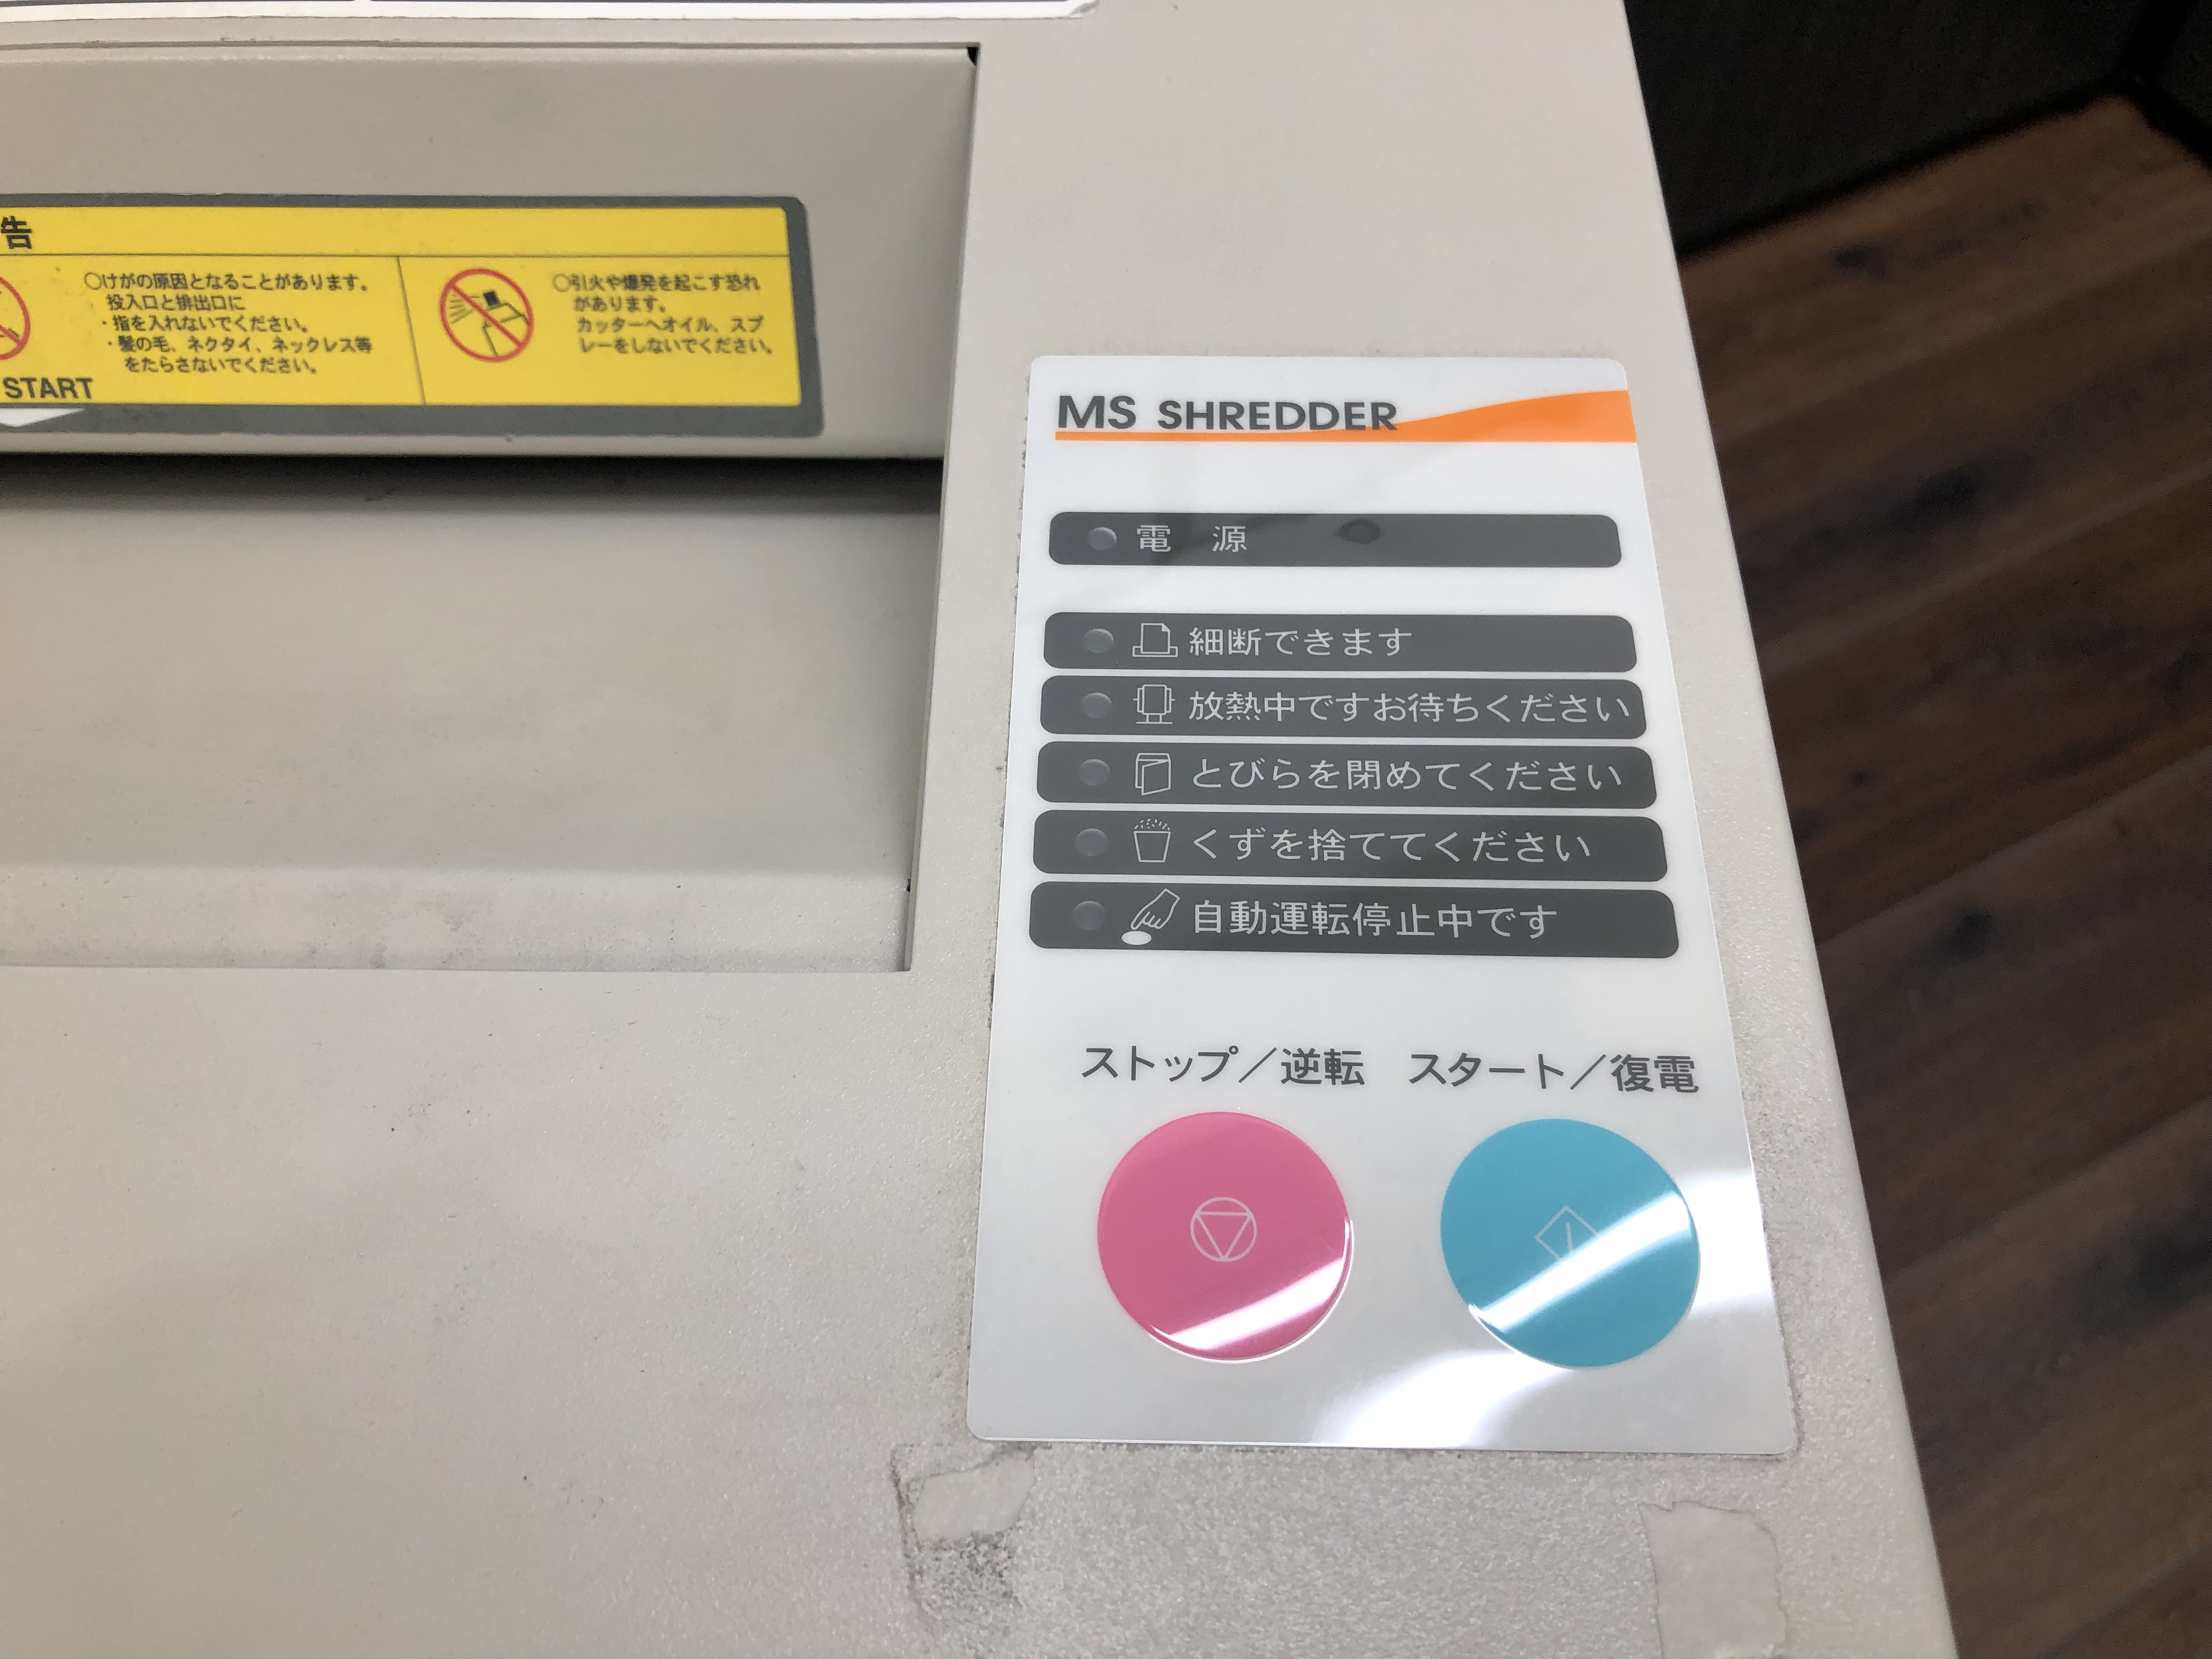 告
○けがの原因となることがあります。
投入口と排出口に
・指を入れないでください。
・髪の毛、ネクタイ、ネックレス等
をたらさないでください。
START
○引火や爆発を起こす恐れ
があります。
カッターへオイル、スプ
レーをしないでください。
MS SHREDDER
電 源
細断できます
放熱中ですお待ちください
とびらを閉めてください
くずを捨ててください
自動運転停止中です
ストップ／逆転
スタート／復電